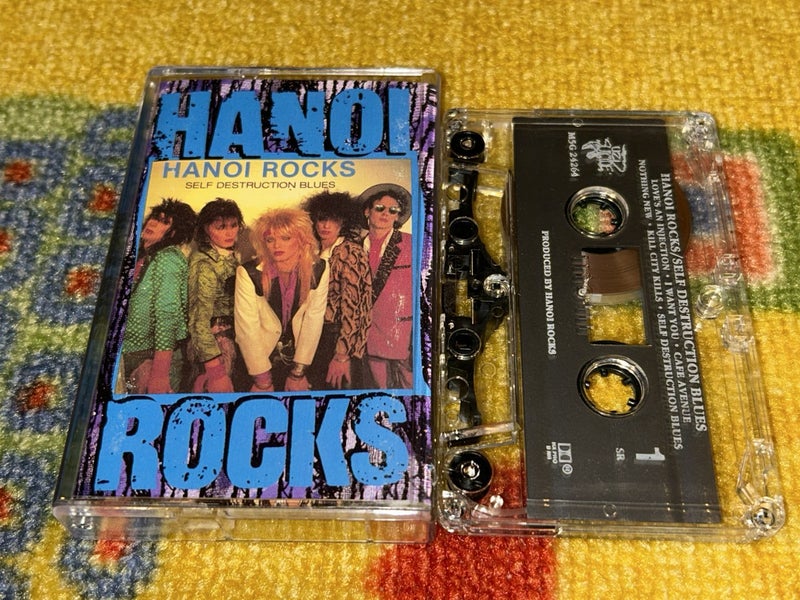 HANOI
HANOI ROCKS
SELF DESTRUCTION BLUES
ROCKS
M5G 24264
HANOI ROCKS/SELF DESTRUCTION BLUES
LOVE'S AN INJECTION • I WANT YOU • CAFE AVENUE
NOTHING NEW • KILL CITY KILLS • SELF DESTRUCTION BLUES
PRODUCED BY HANOI ROCKS
1
SR